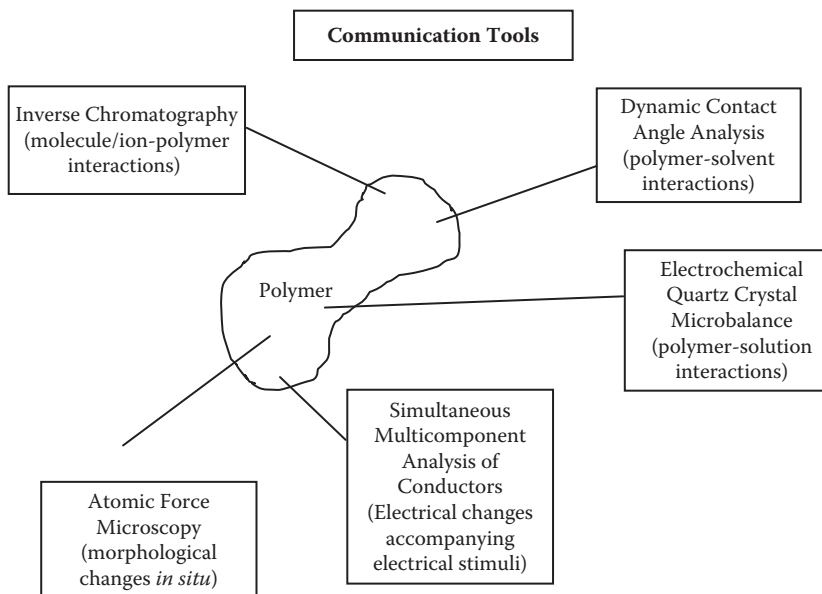 Communication Tools
Inverse Chromatography
(molecule/ion-polymer
interactions)
Dynamic Contact
Angle Analysis
(polymer-solvent
interactions)
Polymer
Electrochemical
Quartz Crystal
Microbalance
(polymer-solution
interactions)
Simultaneous
Multicomponent
Analysis of
Conductors
(Electrical changes
accompanying
electrical stimuli)
Atomic Force
Microscopy
(morphological
changes in situ)